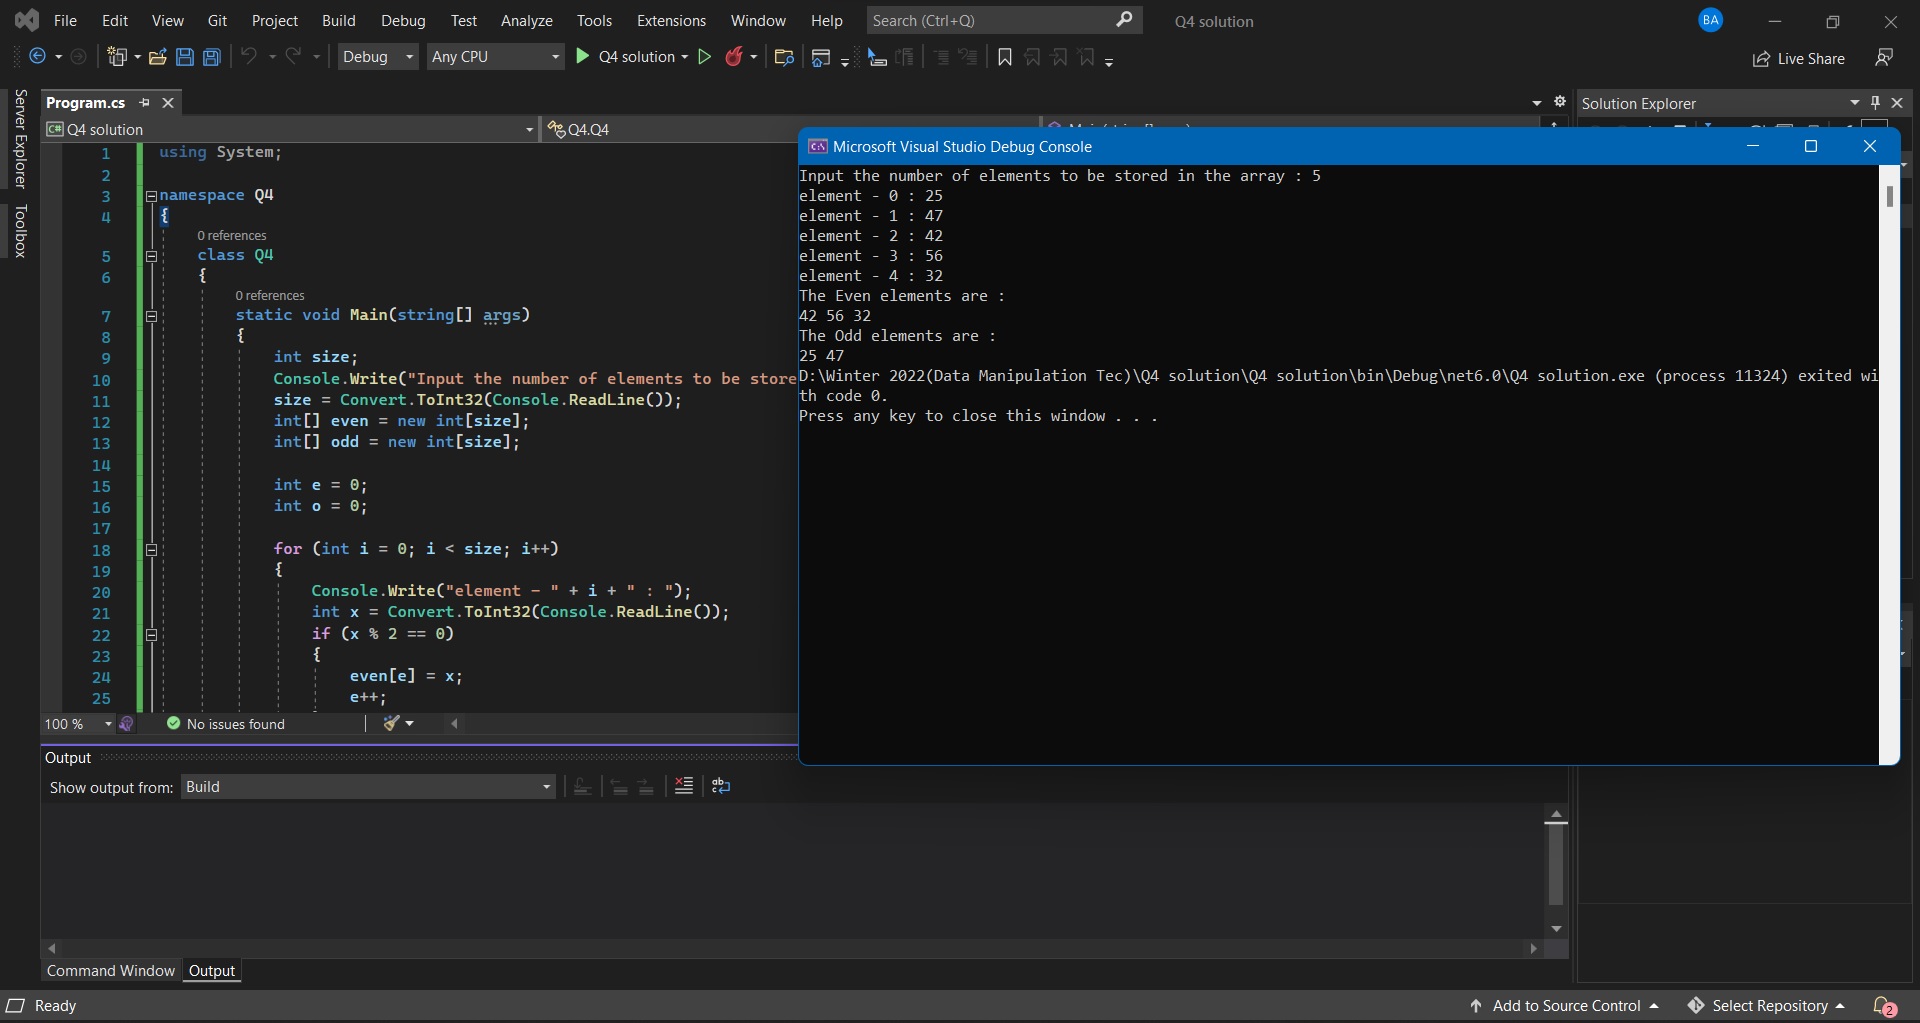 File Edit View Git Project Build Debug Test Analyze Tools Extensions Window Help Search (Ctrl+Q) Q4 solution BA
Debug Any CPU Q4 solution Live Share
Server Explorer
Toolbox
Program.cs
Solution Explorer
C# Q4 solution Q4.Q4
1 using System;
2
3 namespace Q4
4 {
0 references
5 class Q4
6 {
0 references
7 static void Main(string[] args)
8 {
9 int size;
10 Console.Write("Input the number of elements to be store
11 size = Convert.ToInt32(Console.ReadLine());
12 int[] even = new int[size];
13 int[] odd = new int[size];
14
15 int e = 0;
16 int o = 0;
17
18 for (int i = 0; i < size; i++)
19 {
20 Console.Write("element - " + i + " : ");
21 int x = Convert.ToInt32(Console.ReadLine());
22 if (x % 2 == 0)
23 {
24 even[e] = x;
25 e++;
100 % No issues found
Microsoft Visual Studio Debug Console
Input the number of elements to be stored in the array : 5
element - 0 : 25
element - 1 : 47
element - 2 : 42
element - 3 : 56
element - 4 : 32
The Even elements are :
42 56 32
The Odd elements are :
25 47
D:\Winter 2022(Data Manipulation Tec)\Q4 solution\Q4 solution\bin\Debug\net6.0\Q4 solution.exe (process 11324) exited wi
th code 0.
Press any key to close this window . . .
Output
Show output from: Build
Command Window Output
Ready Add to Source Control Select Repository 2